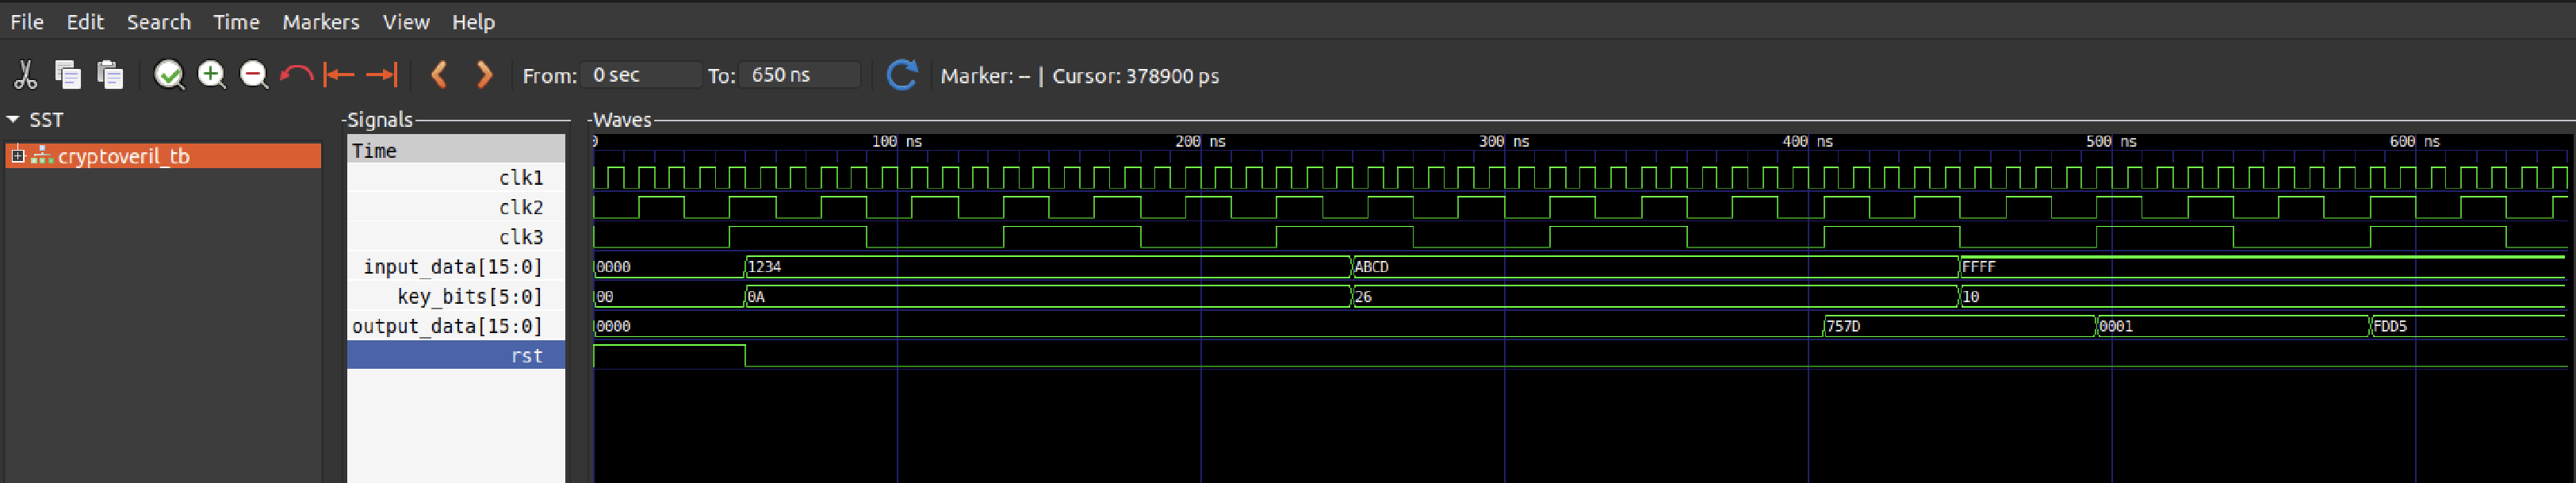 File Edit Search Time Markers View Help
From: 0 sec To: 650 ns Marker: -- | Cursor: 378900 ps
SST
cryptoveril_tb
Signals
Time
clk1
clk2
clk3
input_data[15:0]
key_bits[5:0]
output_data[15:0]
rst
Waves
0 100 ns 200 ns 300 ns 400 ns 500 ns 600 ns
0000 1234 ABCD FFFF
00 0A 26 10
0000 757D 0001 FDD5